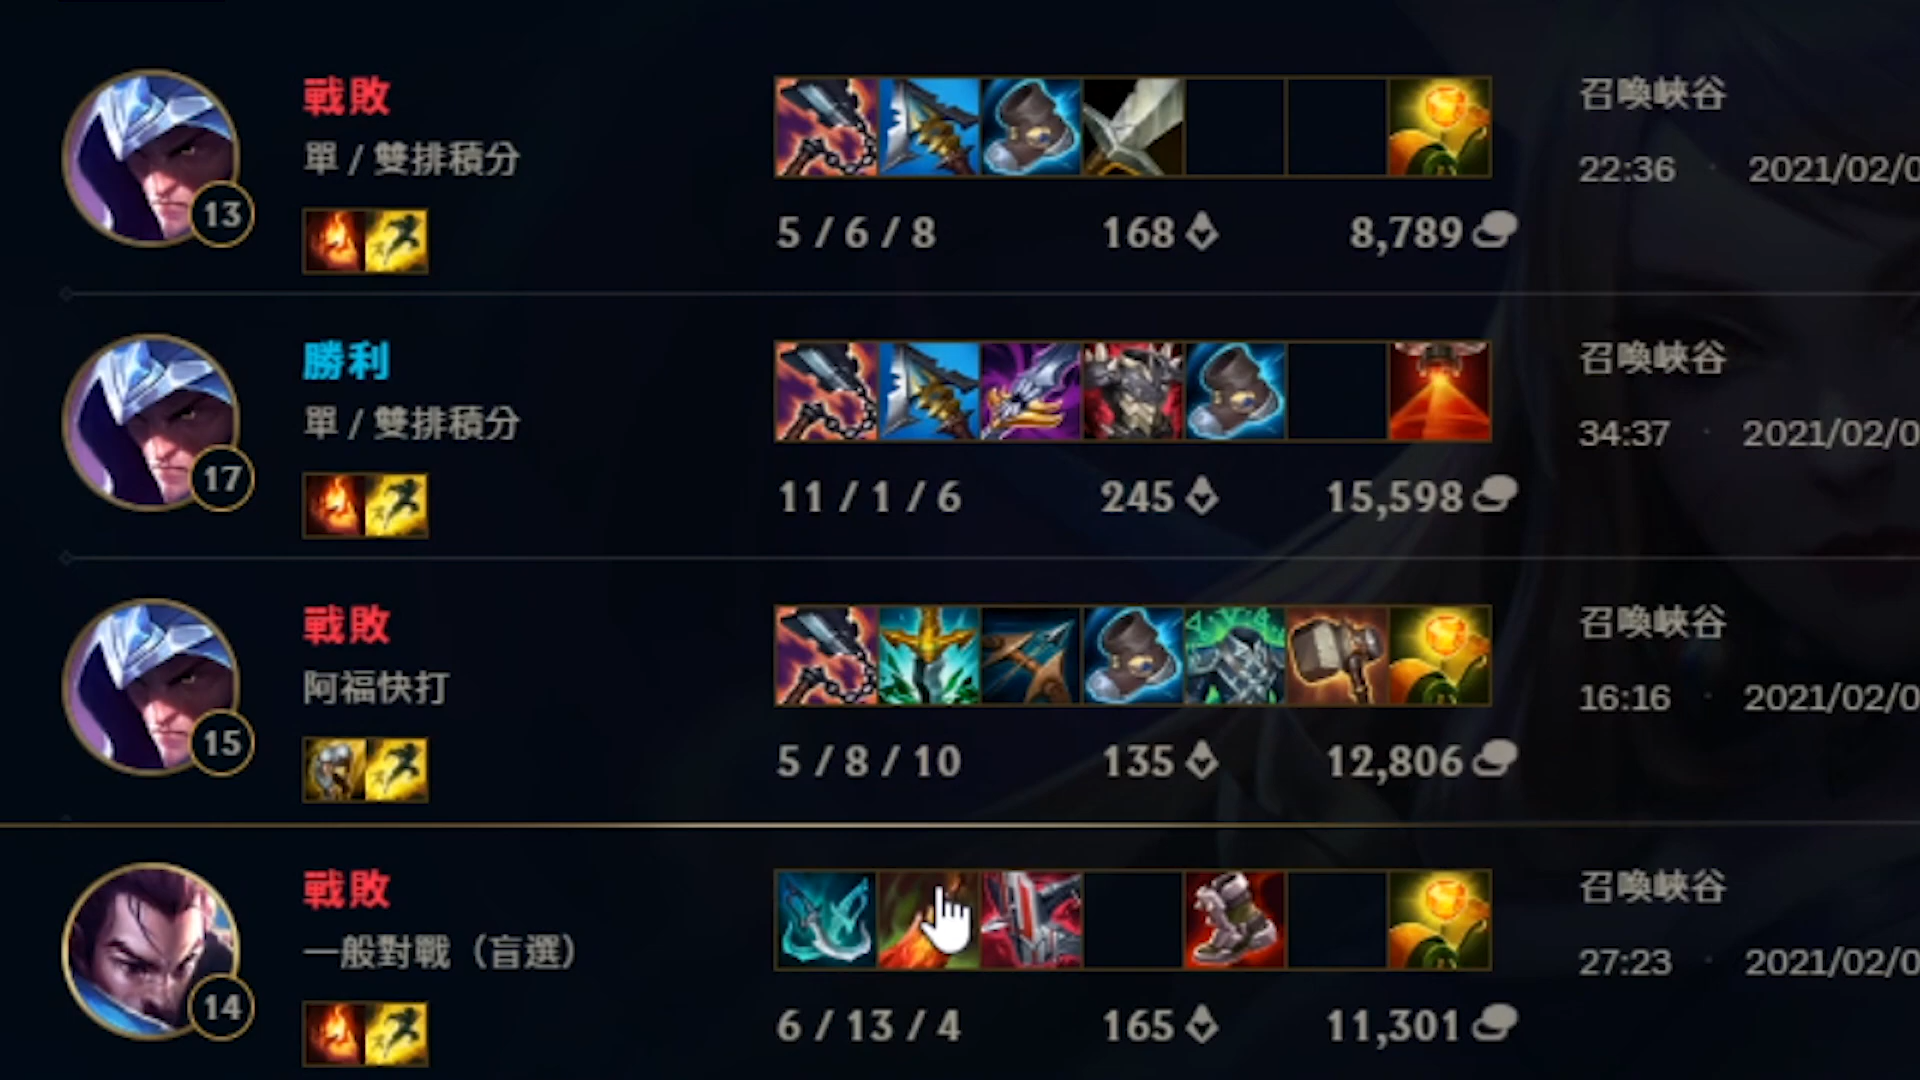 戰敗
單 / 雙排積分
13
5 / 6 / 8
168
8,789
召喚峽谷
22:36 · 2021/02/0
勝利
單 / 雙排積分
17
11 / 1 / 6
245
15,598
召喚峽谷
34:37 · 2021/02/0
戰敗
阿福快打
15
5 / 8 / 10
135
12,806
召喚峽谷
16:16 · 2021/02/0
戰敗
一般對戰（盲選）
14
6 / 13 / 4
165
11,301
召喚峽谷
27:23 · 2021/02/0